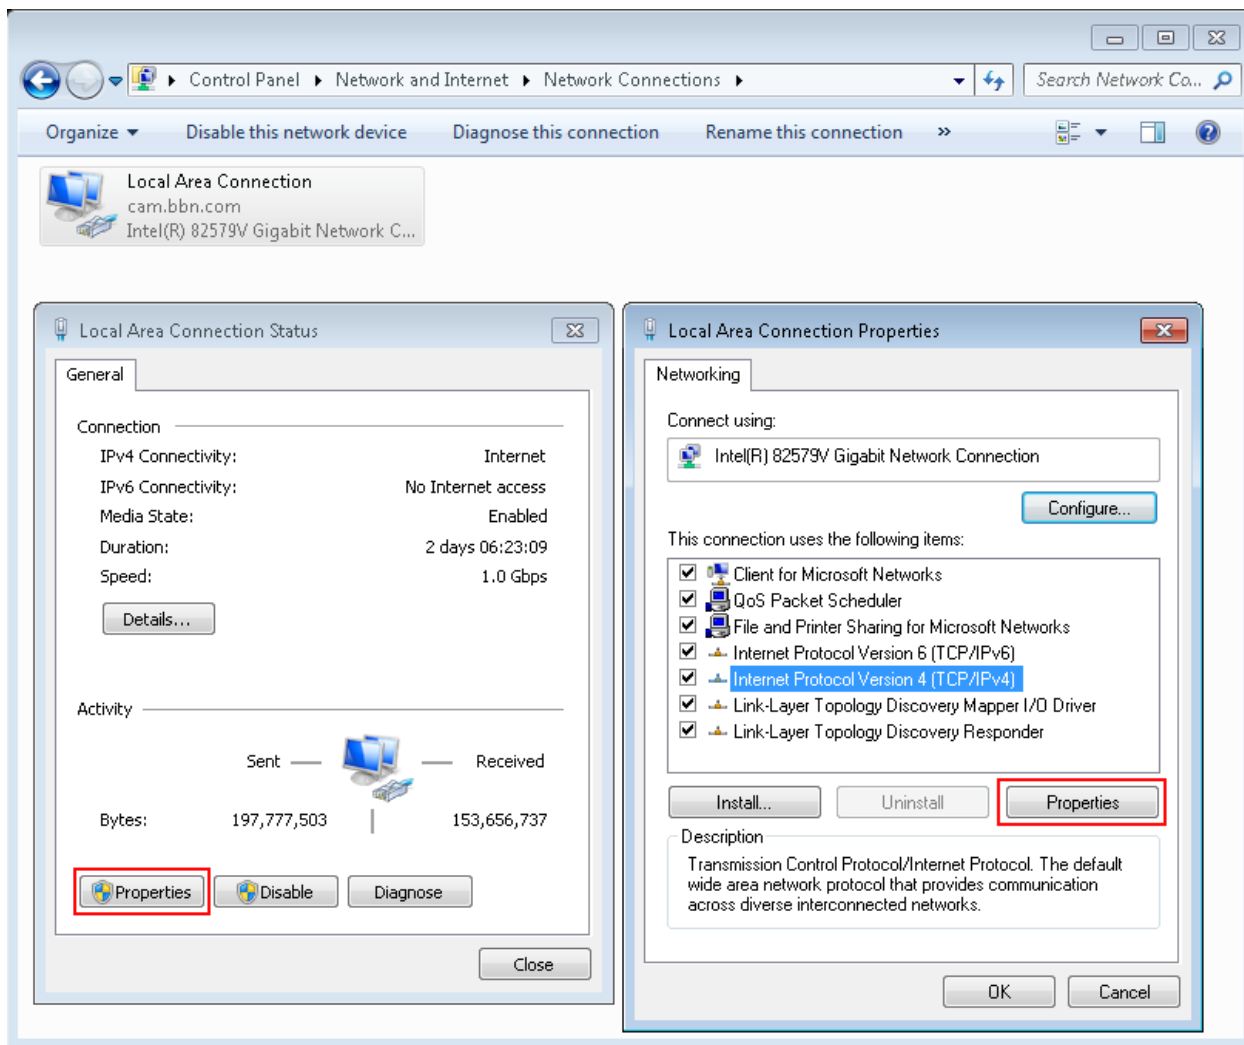 Control Panel Network and Internet Network Connections Search Network Co...
Organize Disable this network device Diagnose this connection Rename this connection »
Local Area Connection
cam.bbn.com
Intel(R) 82579V Gigabit Network C...
Local Area Connection Status
General
Connection
IPv4 Connectivity: Internet
IPv6 Connectivity: No Internet access
Media State: Enabled
Duration: 2 days 06:23:09
Speed: 1.0 Gbps
Details...
Activity
Sent Received
Bytes: 197,777,503 153,656,737
Properties Disable Diagnose
Close
Local Area Connection Properties
Networking
Connect using:
Intel(R) 82579V Gigabit Network Connection
Configure...
This connection uses the following items:
Client for Microsoft Networks
QoS Packet Scheduler
File and Printer Sharing for Microsoft Networks
Internet Protocol Version 6 (TCP/IPv6)
Internet Protocol Version 4 (TCP/IPv4)
Link-Layer Topology Discovery Mapper I/O Driver
Link-Layer Topology Discovery Responder
Install... Uninstall Properties
Description
Transmission Control Protocol/Internet Protocol. The default
wide area network protocol that provides communication
across diverse interconnected networks.
OK Cancel